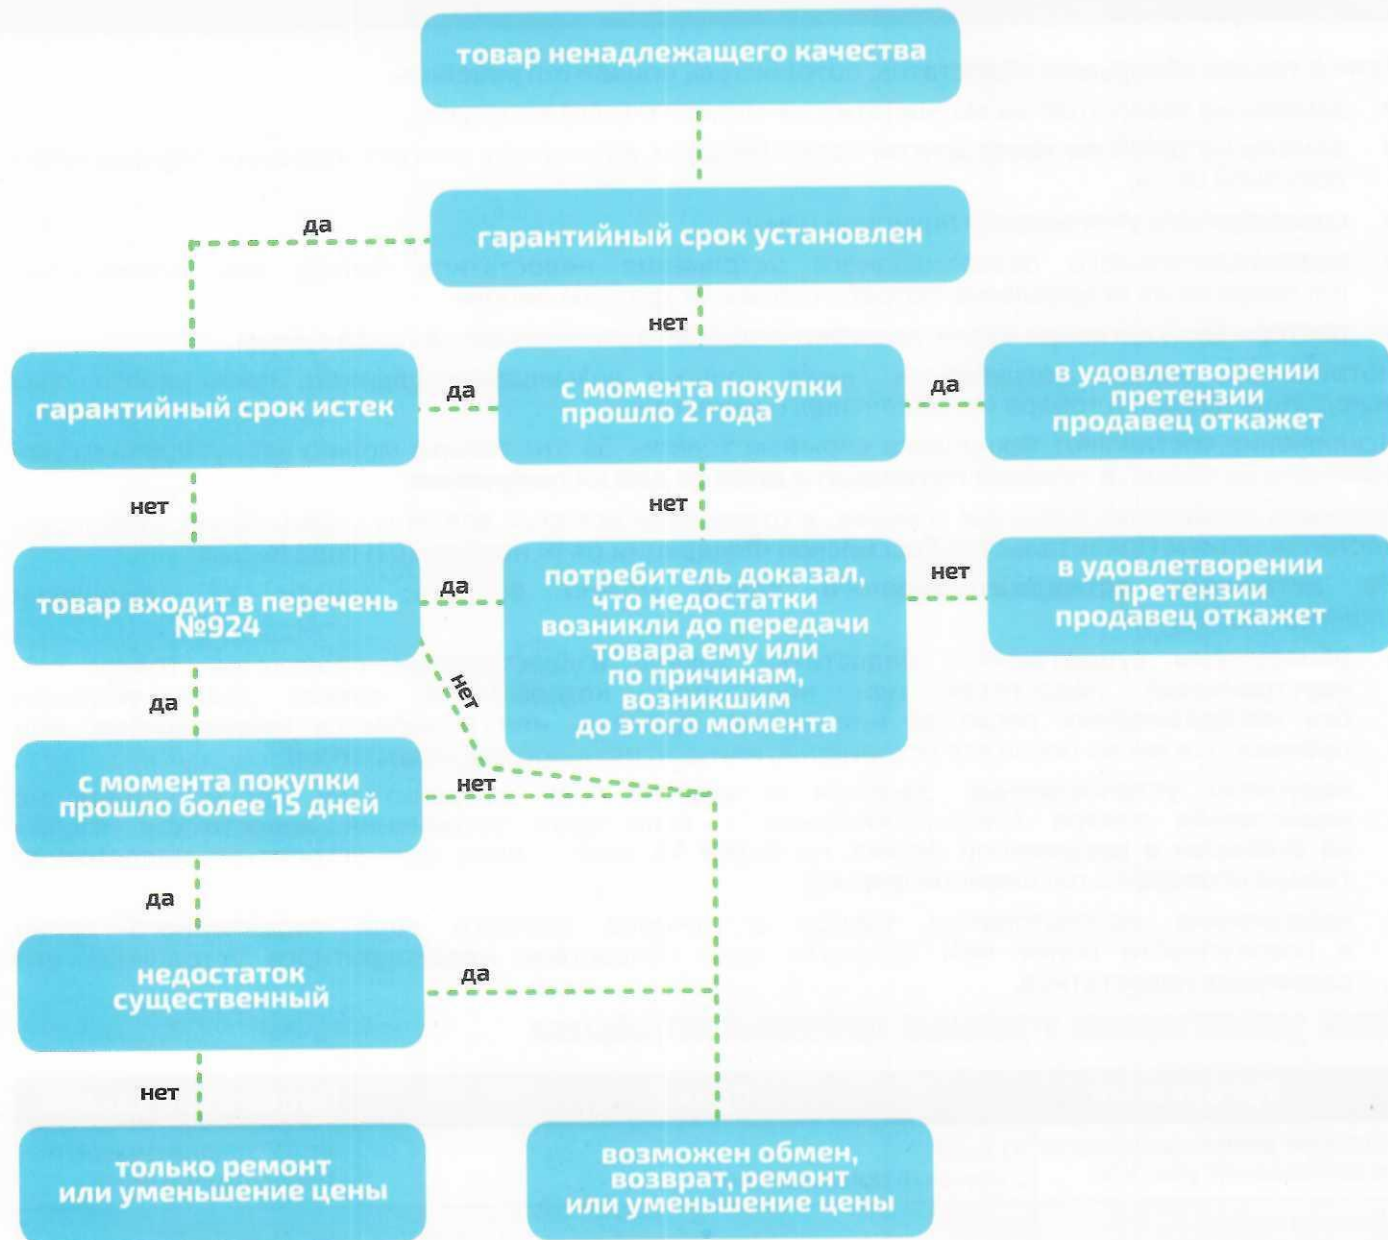 товар ненадлежащего качества
да
гарантийный срок установлен
нет
гарантийный срок истек
да
с момента покупки
прошло 2 года
да
в удовлетворении
претензии
продавец откажет
нет
нет
товар входит в перечень
№924
да
потребитель доказал,
что недостатки
возникли до передачи
товара ему или
по причинам,
возникшим
до этого момента
нет
в удовлетворении
претензии
продавец откажет
да
нет
с момента покупки
прошло более 15 дней
нет
да
недостаток
существенный
да
нет
только ремонт
или уменьшение цены
возможен обмен,
возврат, ремонт
или уменьшение цены